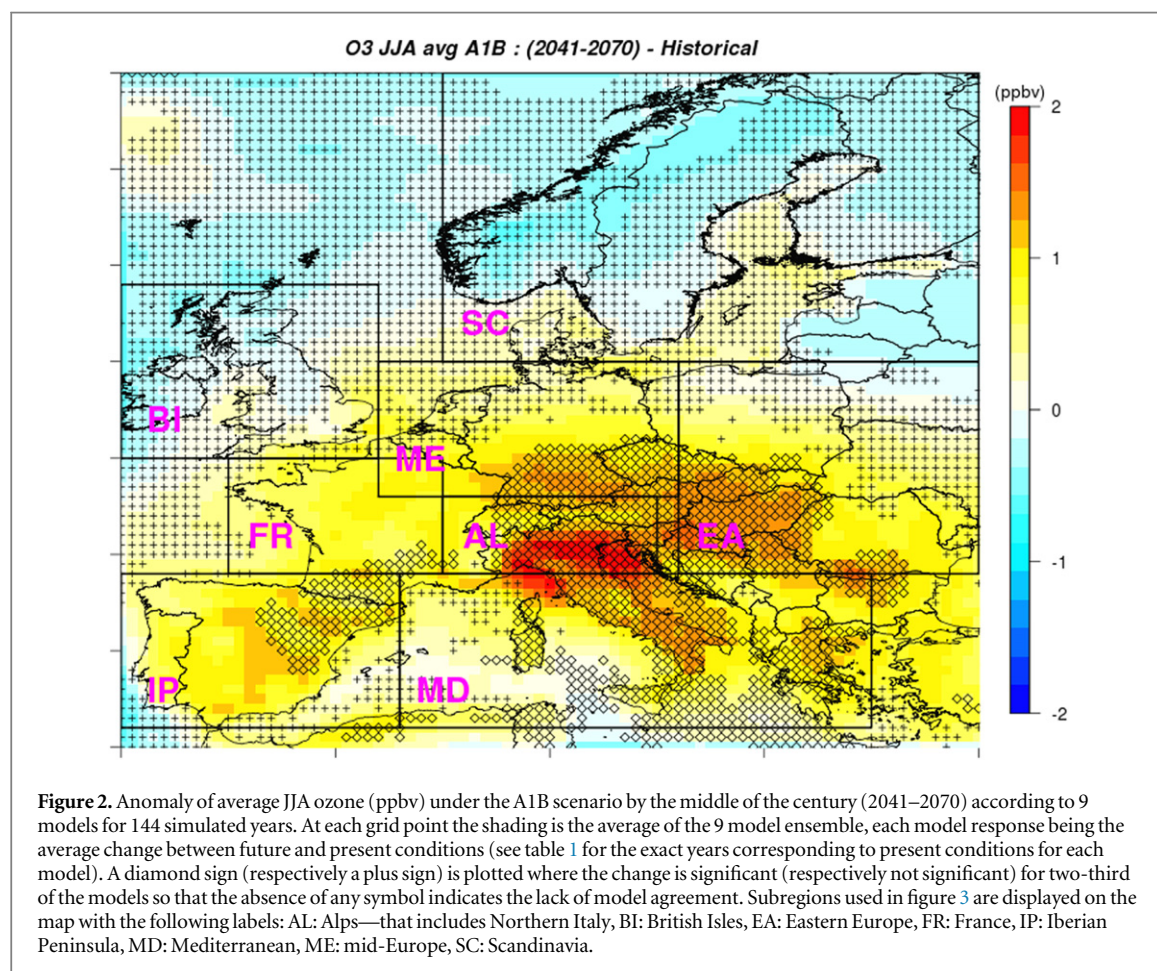 O3 JJA avg A1B : (2041-2070) - Historical
(ppbv)
2
1
0
-1
-2
SC
BI
ME
FR
AL
EA
IP
MD
Figure 2. Anomaly of average JJA ozone (ppbv) under the A1B scenario by the middle of the century (2041–2070) according to 9
models for 144 simulated years. At each grid point the shading is the average of the 9 model ensemble, each model response being the
average change between future and present conditions (see table 1 for the exact years corresponding to present conditions for each
model). A diamond sign (respectively a plus sign) is plotted where the change is significant (respectively not significant) for two-third
of the models so that the absence of any symbol indicates the lack of model agreement. Subregions used in figure 3 are displayed on the
map with the following labels: AL: Alps—that includes Northern Italy, BI: British Isles, EA: Eastern Europe, FR: France, IP: Iberian
Peninsula, MD: Mediterranean, ME: mid-Europe, SC: Scandinavia.